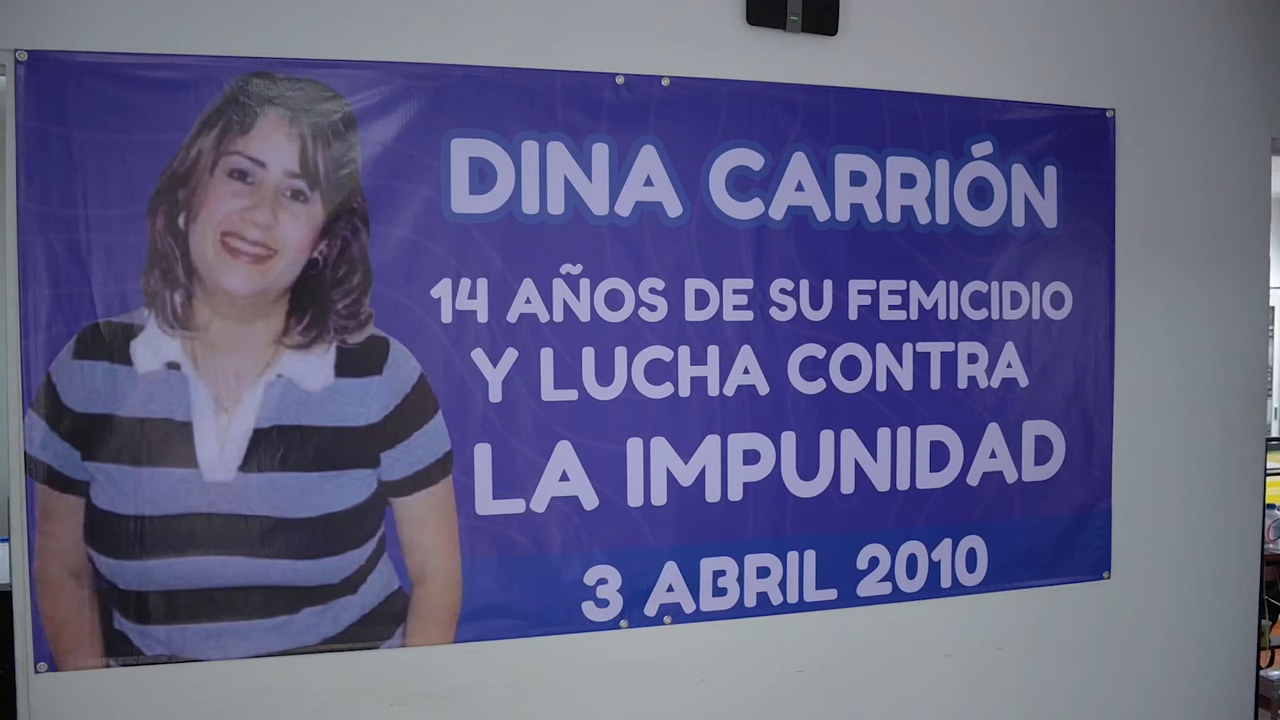 DINA CARRIÓN
14 AÑOS DE SU FEMICIDIO
Y LUCHA CONTRA
LA IMPUNIDAD
3 ABRIL 2010